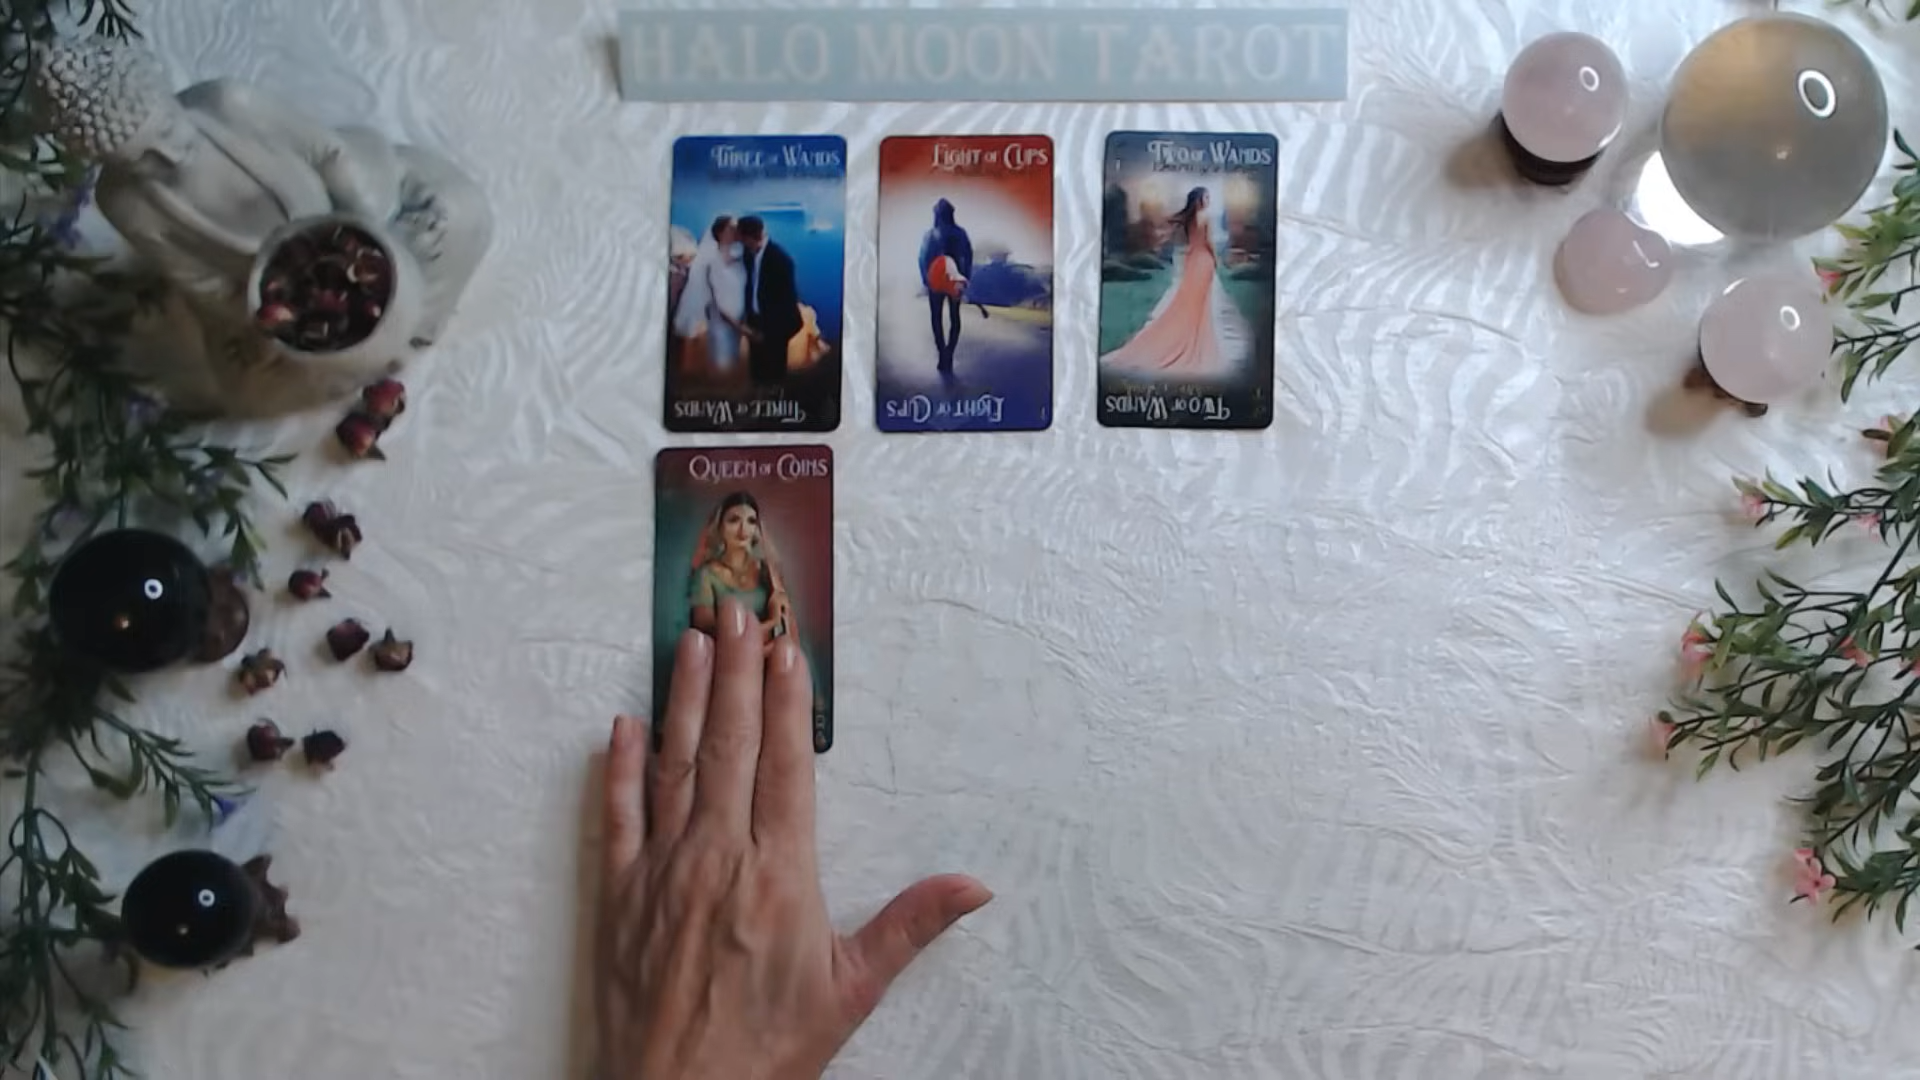 HALO MOON TAROT
THREE OF WANDS
EIGHT OF CUPS
TWO OF WANDS
THREE OF WANDS
EIGHT OF CUPS
TWO OF WANDS
QUEEN OF COINS